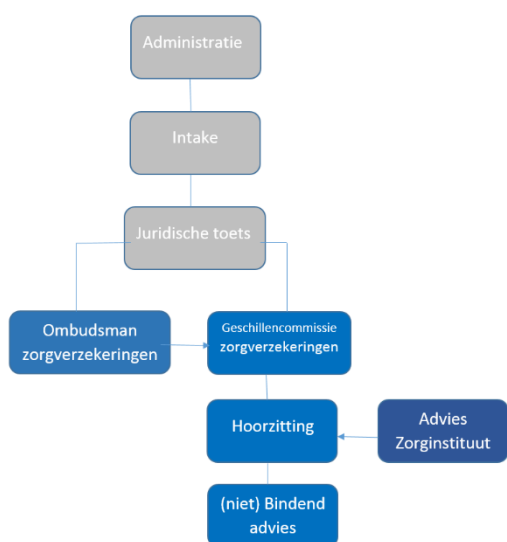 Administratie
Intake
Juridische toets
Ombudsman
zorgverzekeringen
Geschillencommissie
zorgverzekeringen
Hoorzitting
Advies
Zorginstituut
(niet) Bindend
advies